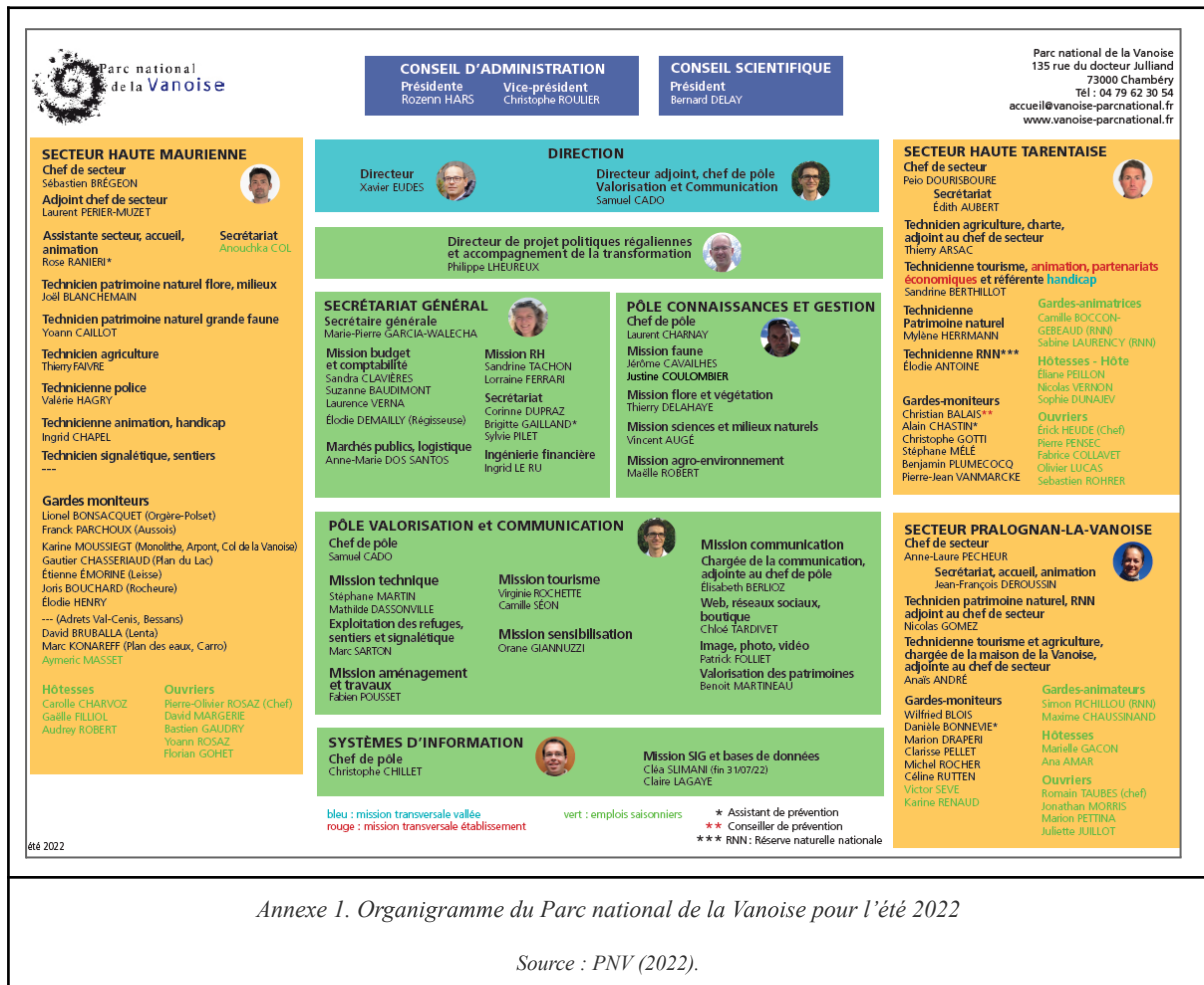 Parc national
de la Vanoise
CONSEIL D'ADMINISTRATION
Présidente
Rozenn HARS
Vice-président
Christophe ROULIER
CONSEIL SCIENTIFIQUE
Président
Bernard DELAY
Parc national de la Vanoise
135 rue du docteur Julliand
73000 Chambéry
Tél : 04 79 62 30 54
accueil@vanoise-parcnational.fr
www.vanoise-parcnational.fr
SECTEUR HAUTE MAURIENNE
Chef de secteur
Sébastien BRÉGEON
Adjoint chef de secteur
Laurent PERIER-MUZET
Assistante secteur, accueil,
animation
Rose RANIERI*
Secrétariat
Anouchka COL
Technicien patrimoine naturel flore, milieux
Joël BLANCHEMAIN
Technicien patrimoine naturel grande faune
Yoann CAILLOT
Technicien agriculture
Thierry FAIVRE
Technicienne police
Valérie HAGRY
Technicienne animation, handicap
Ingrid CHAPEL
Technicien signalétique, sentiers
---
Gardes moniteurs
Lionel BONSACQUET (Orgère-Polset)
Franck PARCHOUX (Aussois)
Karine MOUSSIEGT (Monolithe, Arpont, Col de la Vanoise)
Gautier CHASSERIAUD (Plan du Lac)
Étienne ÉMORINE (Leisse)
Joris BOUCHARD (Rocheure)
Élodie HENRY
--- (Adrets Val-Cenis, Bessans)
David BRUBALLA (Lenta)
Marc KONAREFF (Plan des eaux, Carro)
Aymeric MASSET
Hôtesses
Carolle CHARVOZ
Gaëlle FILLIOL
Audrey ROBERT
Ouvriers
Pierre-Olivier ROSAZ (Chef)
David MARGERIE
Bastien GAUDRY
Yoann ROSAZ
Florian GOHET
DIRECTION
Directeur
Xavier EUDES
Directeur adjoint, chef de pôle
Valorisation et Communication
Samuel CADO
Directeur de projet politiques régaliennes
et accompagnement de la transformation
Philippe LHEUREUX
SECRÉTARIAT GÉNÉRAL
Secrétaire générale
Marie-Pierre GARCIA-WALECHA
Mission budget
et comptabilité
Sandra CLAVIÈRES
Suzanne BAUDIMONT
Laurence VERNA
Élodie DEMAILLY (Régisseuse)
Marchés publics, logistique
Anne-Marie DOS SANTOS
Mission RH
Sandrine TACHON
Lorraine FERRARI
Secrétariat
Corinne DUPRAZ
Brigitte GAILLAND*
Sylvie PILET
Ingénierie financière
Ingrid LE RU
PÔLE CONNAISSANCES ET GESTION
Chef de pôle
Laurent CHARNAY
Mission faune
Jérôme CAVAILHES
Justine COULOMBIER
Mission flore et végétation
Thierry DELAHAYE
Mission sciences et milieux naturels
Vincent AUGÉ
Mission agro-environnement
Maëlle ROBERT
PÔLE VALORISATION et COMMUNICATION
Chef de pôle
Samuel CADO
Mission technique
Stéphane MARTIN
Mathilde DASSONVILLE
Exploitation des refuges,
sentiers et signalétique
Marc SARTON
Mission aménagement
et travaux
Fabien POUSSET
Mission tourisme
Virginie ROCHETTE
Camille SÉON
Mission sensibilisation
Orane GIANNUZZI
Mission communication
Chargée de la communication,
adjointe au chef de pôle
Élisabeth BERLIOZ
Web, réseaux sociaux,
boutique
Chloé TARDIVET
Image, photo, vidéo
Patrick FOLLIET
Valorisation des patrimoines
Benoit MARTINEAU
SYSTÈMES D'INFORMATION
Chef de pôle
Christophe CHILLET
Mission SIG et bases de données
Cléa SLIMANI (fin 31/07/22)
Claire LAGAYE
bleu : mission transversale vallée
rouge : mission transversale établissement
vert : emplois saisonniers
* Assistant de prévention
** Conseiller de prévention
*** RNN : Réserve naturelle nationale
SECTEUR HAUTE TARENTAISE
Chef de secteur
Peio DOURISBOURE
Secrétariat
Édith AUBERT
Technicien agriculture, charte,
adjoint au chef de secteur
Thierry ARSAC
Technicienne tourisme, animation, partenariats
économiques et référente handicap
Sandrine BERTHILLOT
Technicienne
Patrimoine naturel
Mylène HERRMANN
Technicienne RNN***
Élodie ANTOINE
Gardes-moniteurs
Christian BALAIS**
Alain CHASTIN*
Christophe GOTTI
Stéphane MÉLÉ
Benjamin PLUMECOCQ
Pierre-Jean VANMARCKE
Gardes-animatrices
Camille BOCCON-
GEBEAUD (RNN)
Sabine LAURENCY (RNN)
Hôtesses - Hôte
Éliane PEILLON
Nicolas VERNON
Sophie DUNAJEV
Ouvriers
Érick HEUDE (Chef)
Pierre PENSEC
Fabrice COLLAVET
Olivier LUCAS
Sebastien ROHRER
SECTEUR PRALOGNAN-LA-VANOISE
Chef de secteur
Anne-Laure PECHEUR
Secrétariat, accueil, animation
Jean-François DEROUSSIN
Technicien patrimoine naturel, RNN
adjoint au chef de secteur
Nicolas GOMEZ
Technicienne tourisme et agriculture,
chargée de la maison de la Vanoise,
adjointe au chef de secteur
Anaïs ANDRÉ
Gardes-moniteurs
Wilfried BLOIS
Danièle BONNEVIE*
Marion DRAPERI
Clarisse PELLET
Michel ROCHER
Céline RUTTEN
Victor SEVE
Karine RENAUD
Gardes-animateurs
Simon PICHILLOU (RNN)
Maxime CHAUSSINAND
Hôtesses
Marielle GACON
Ana AMAR
Ouvriers
Romain TAUBES (chef)
Jonathan MORRIS
Marion PETTINA
Juliette JUILLOT
été 2022
Annexe 1. Organigramme du Parc national de la Vanoise pour l'été 2022
Source : PNV (2022).